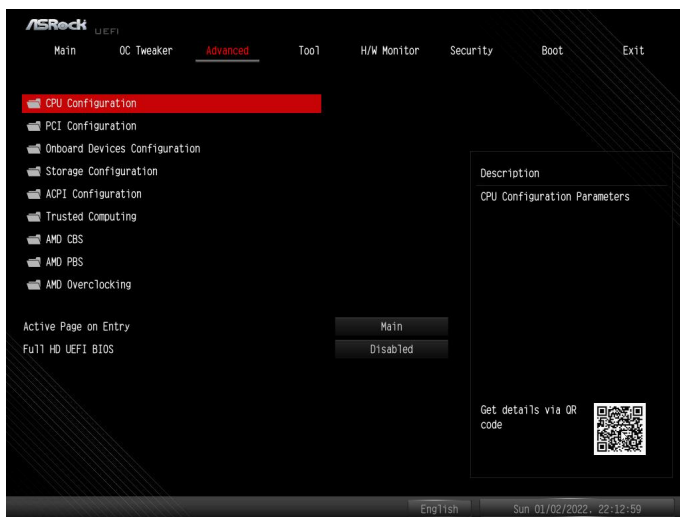 ASRock UEFI
Main OC Tweaker Advanced Tool H/W Monitor Security Boot Exit
CPU Configuration
PCI Configuration
Onboard Devices Configuration
Storage Configuration
ACPI Configuration
Trusted Computing
AMD CBS
AMD PBS
AMD Overclocking
Active Page on Entry Main
Full HD UEFI BIOS Disabled
Description
CPU Configuration Parameters
Get details via QR
code
English Sun 01/02/2022. 22:12:59